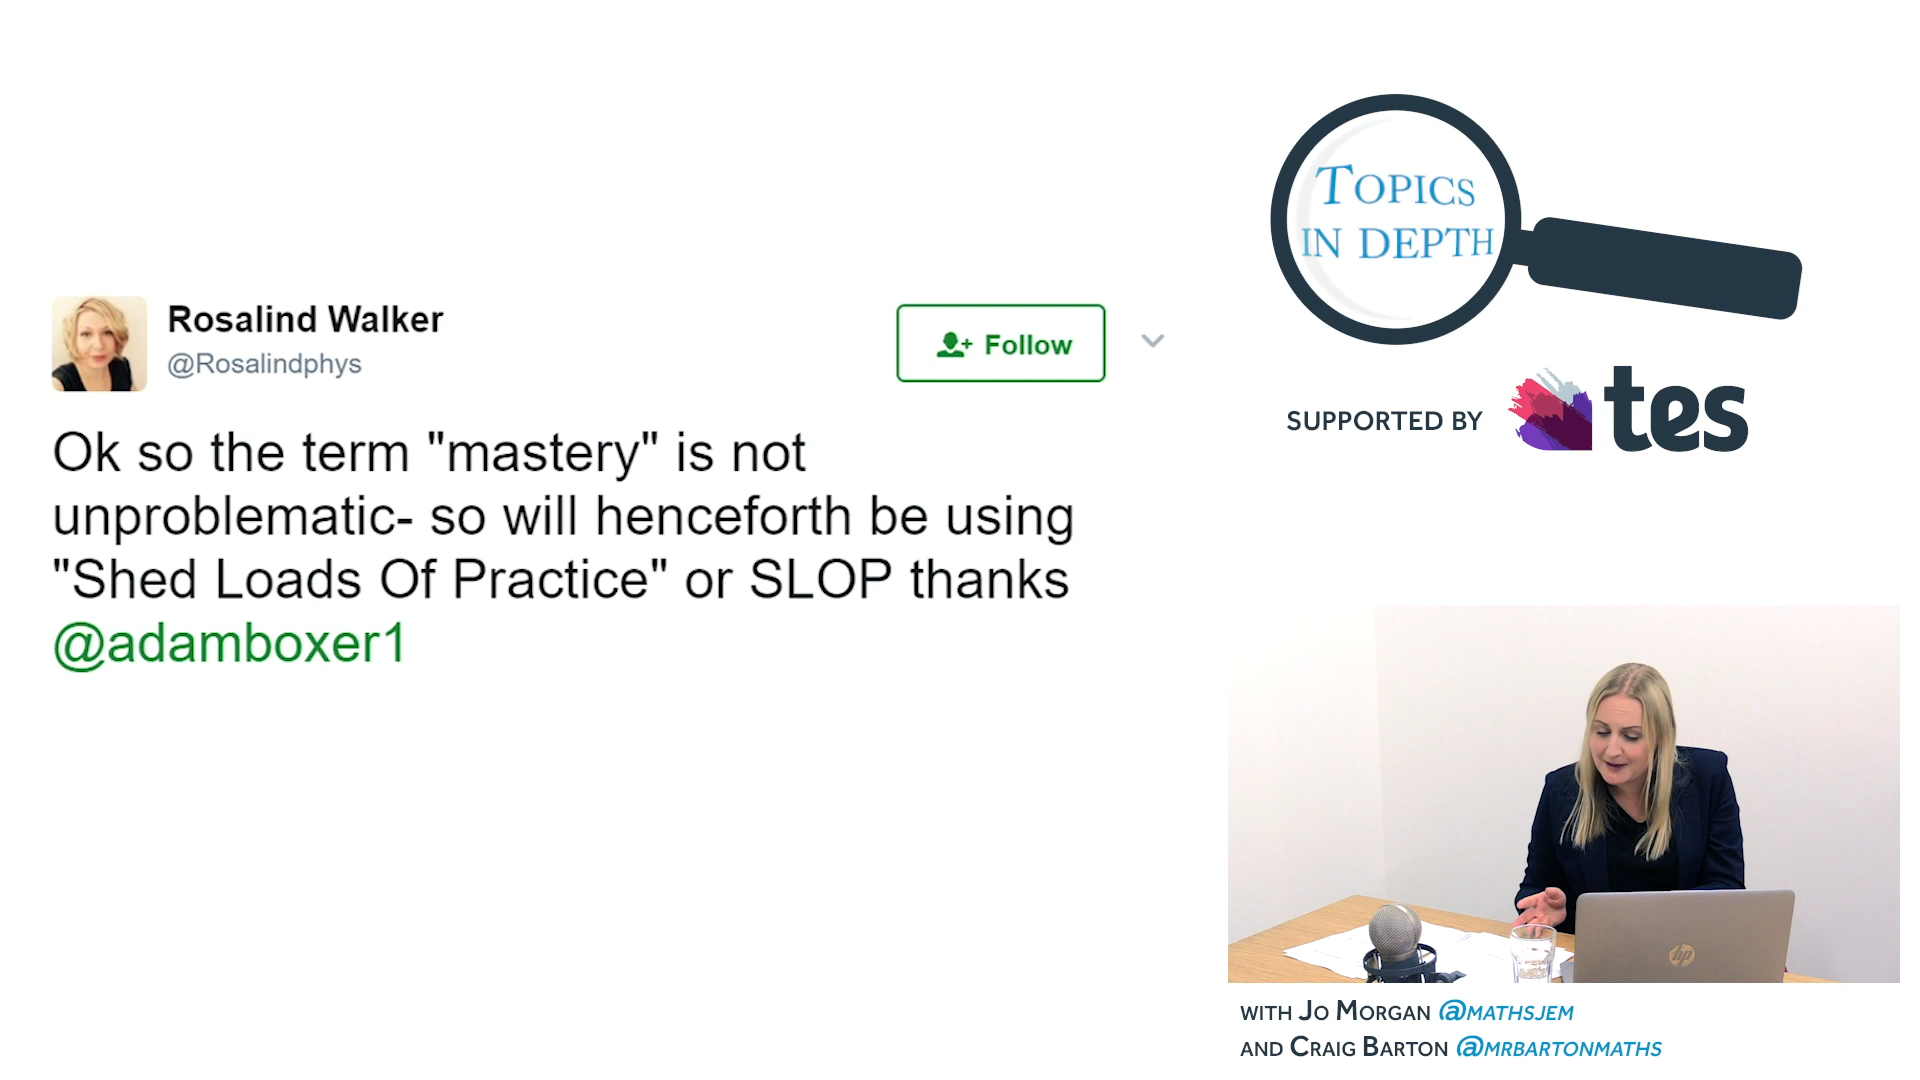 Rosalind Walker
@Rosalindphys
Follow
Ok so the term "mastery" is not
unproblematic- so will henceforth be using
"Shed Loads Of Practice" or SLOP thanks
@adamboxer1
TOPICS
IN DEPTH
SUPPORTED BY tes
hp
WITH JO MORGAN @MATHSJEM
AND CRAIG BARTON @MRBARTONMATHS